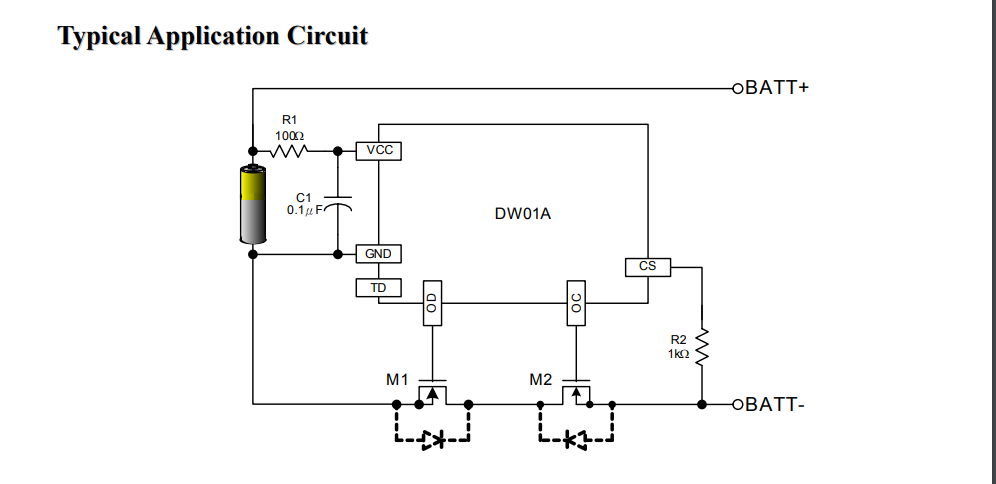 Typical Application Circuit
BATT+
R1
100Ω
VCC
C1
0.1μF
DW01A
GND
CS
TD
OD
OC
R2
1kΩ
M1
M2
BATT-